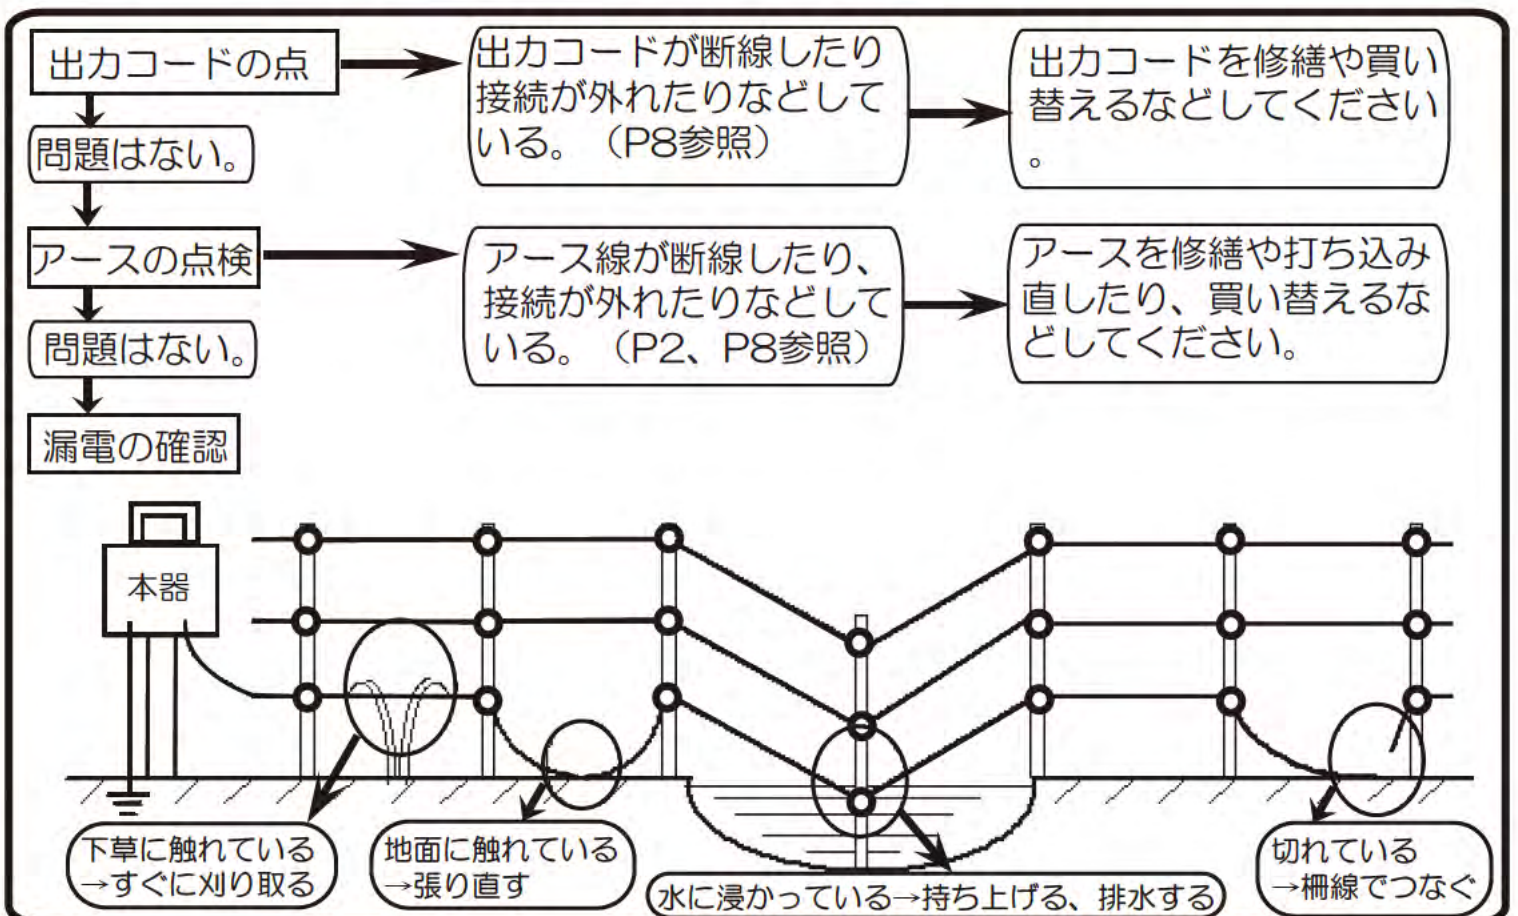 出力コードの点
出力コードが断線したり
接続が外れたりなどして
いる。（P8参照）
出力コードを修繕や買い
替えるなどしてください
。
問題はない。
アースの点検
アース線が断線したり、
接続が外れたりなどして
いる。（P2、P8参照）
アースを修繕や打ち込み
直したり、買い替えるな
どしてください。
問題はない。
漏電の確認
本器
下草に触れている
→すぐに刈り取る
地面に触れている
→張り直す
水に浸かっている→持ち上げる、排水する
切れている
→柵線でつなぐ